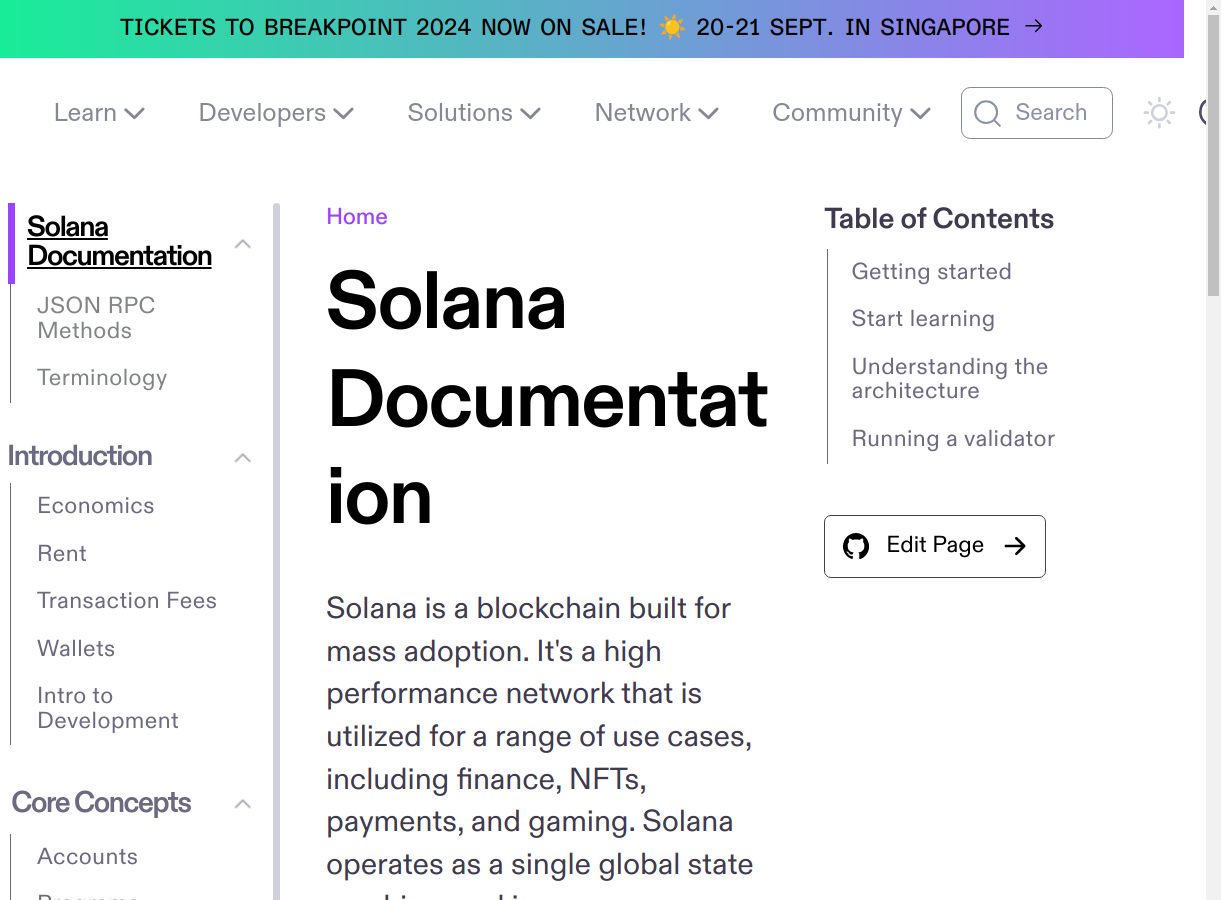 TICKETS TO BREAKPOINT 2024 NOW ON SALE! ☀️ 20-21 SEPT. IN SINGAPORE →
Learn
Developers
Solutions
Network
Community
Search
Solana
Documentation
JSON RPC
Methods
Terminology
Introduction
Economics
Rent
Transaction Fees
Wallets
Intro to
Development
Core Concepts
Accounts
Home
Solana
Documentat
ion
Solana is a blockchain built for
mass adoption. It's a high
performance network that is
utilized for a range of use cases,
including finance, NFTs,
payments, and gaming. Solana
operates as a single global state
Table of Contents
Getting started
Start learning
Understanding the
architecture
Running a validator
Edit Page →